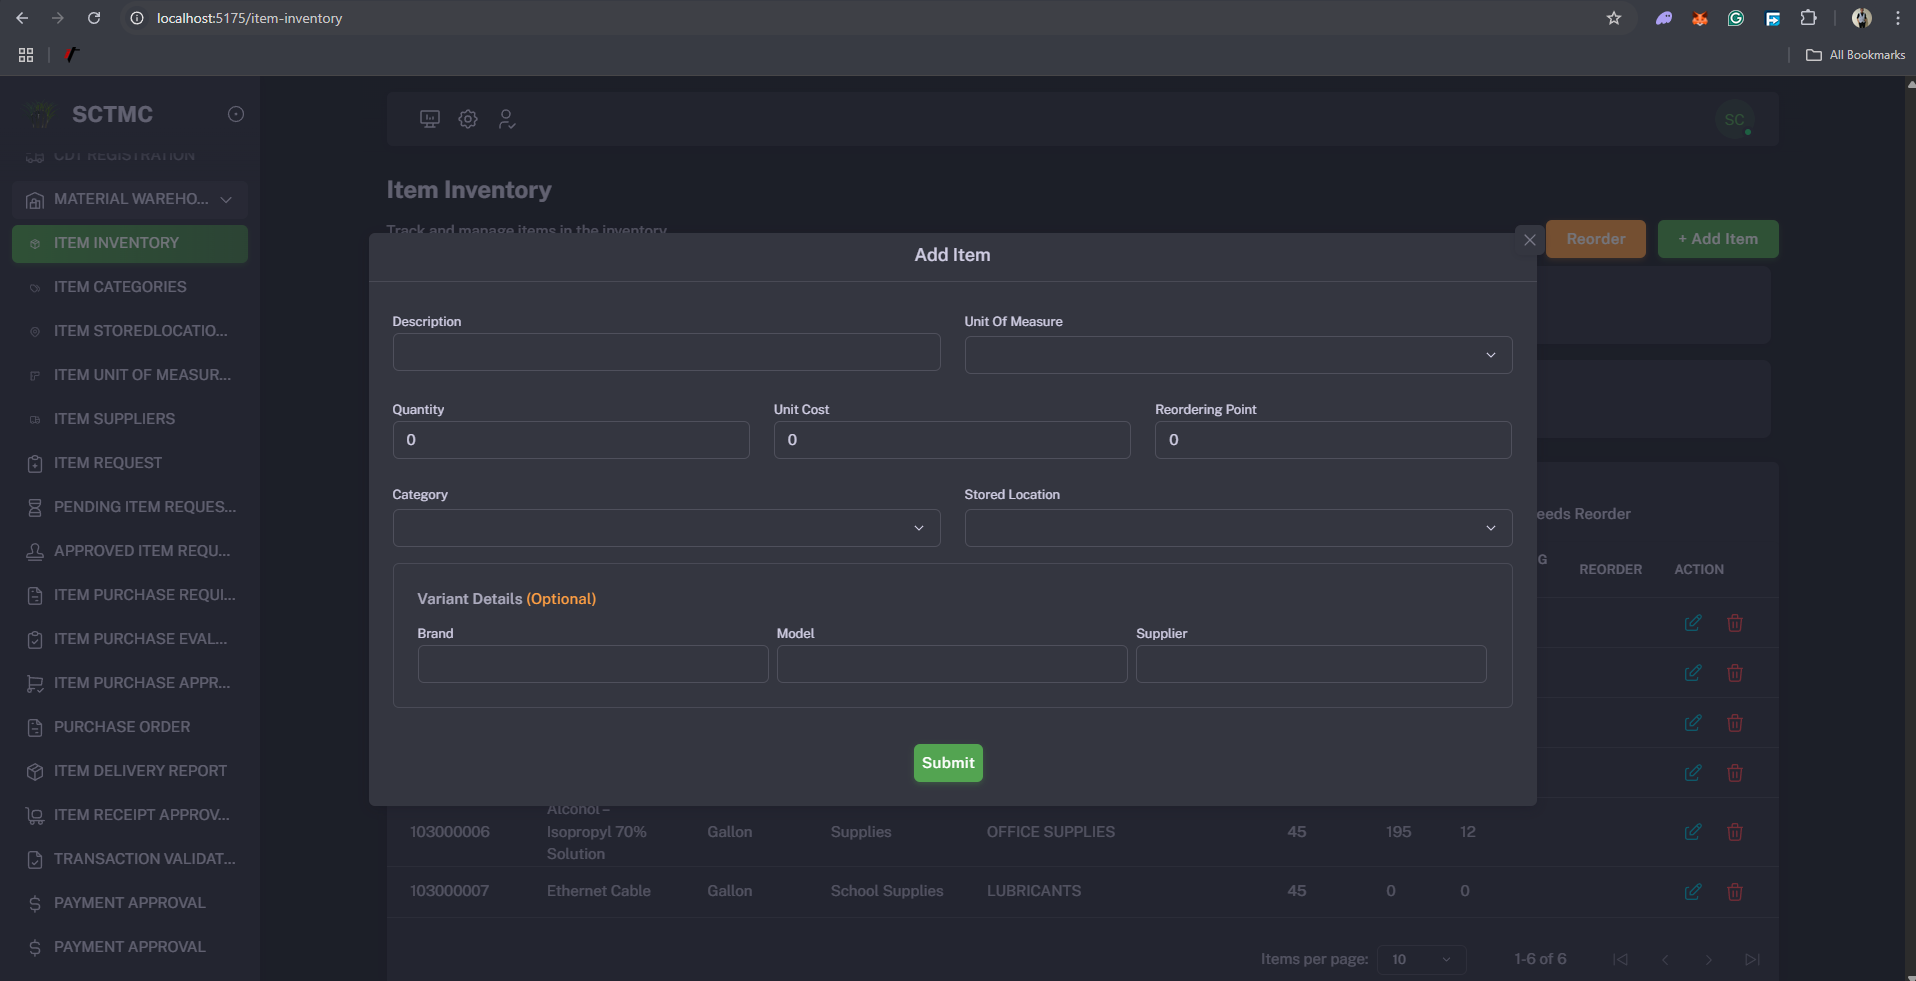 localhost:5175/item-inventory
All Bookmarks
SCTMC
CDT REGISTRATION
MATERIAL WAREHO...
ITEM INVENTORY
ITEM CATEGORIES
ITEM STOREDLOCATIO...
ITEM UNIT OF MEASUR...
ITEM SUPPLIERS
ITEM REQUEST
PENDING ITEM REQUES...
APPROVED ITEM REQU...
ITEM PURCHASE REQUI...
ITEM PURCHASE EVAL...
ITEM PURCHASE APPR...
PURCHASE ORDER
ITEM DELIVERY REPORT
ITEM RECEIPT APPROV...
TRANSACTION VALIDAT...
PAYMENT APPROVAL
PAYMENT APPROVAL
SC
Item Inventory
Track and manage items in the inventory
Reorder
+ Add Item
Add Item
Description
Unit Of Measure
Quantity
Unit Cost
Reordering Point
0
0
0
Category
Stored Location
Variant Details (Optional)
Brand
Model
Supplier
Submit
eeds Reorder
G
REORDER
ACTION
103000006
Alcohol –
Isopropyl 70%
Solution
Gallon
Supplies
OFFICE SUPPLIES
45
195
12
103000007
Ethernet Cable
Gallon
School Supplies
LUBRICANTS
45
0
0
Items per page:
10
1-6 of 6